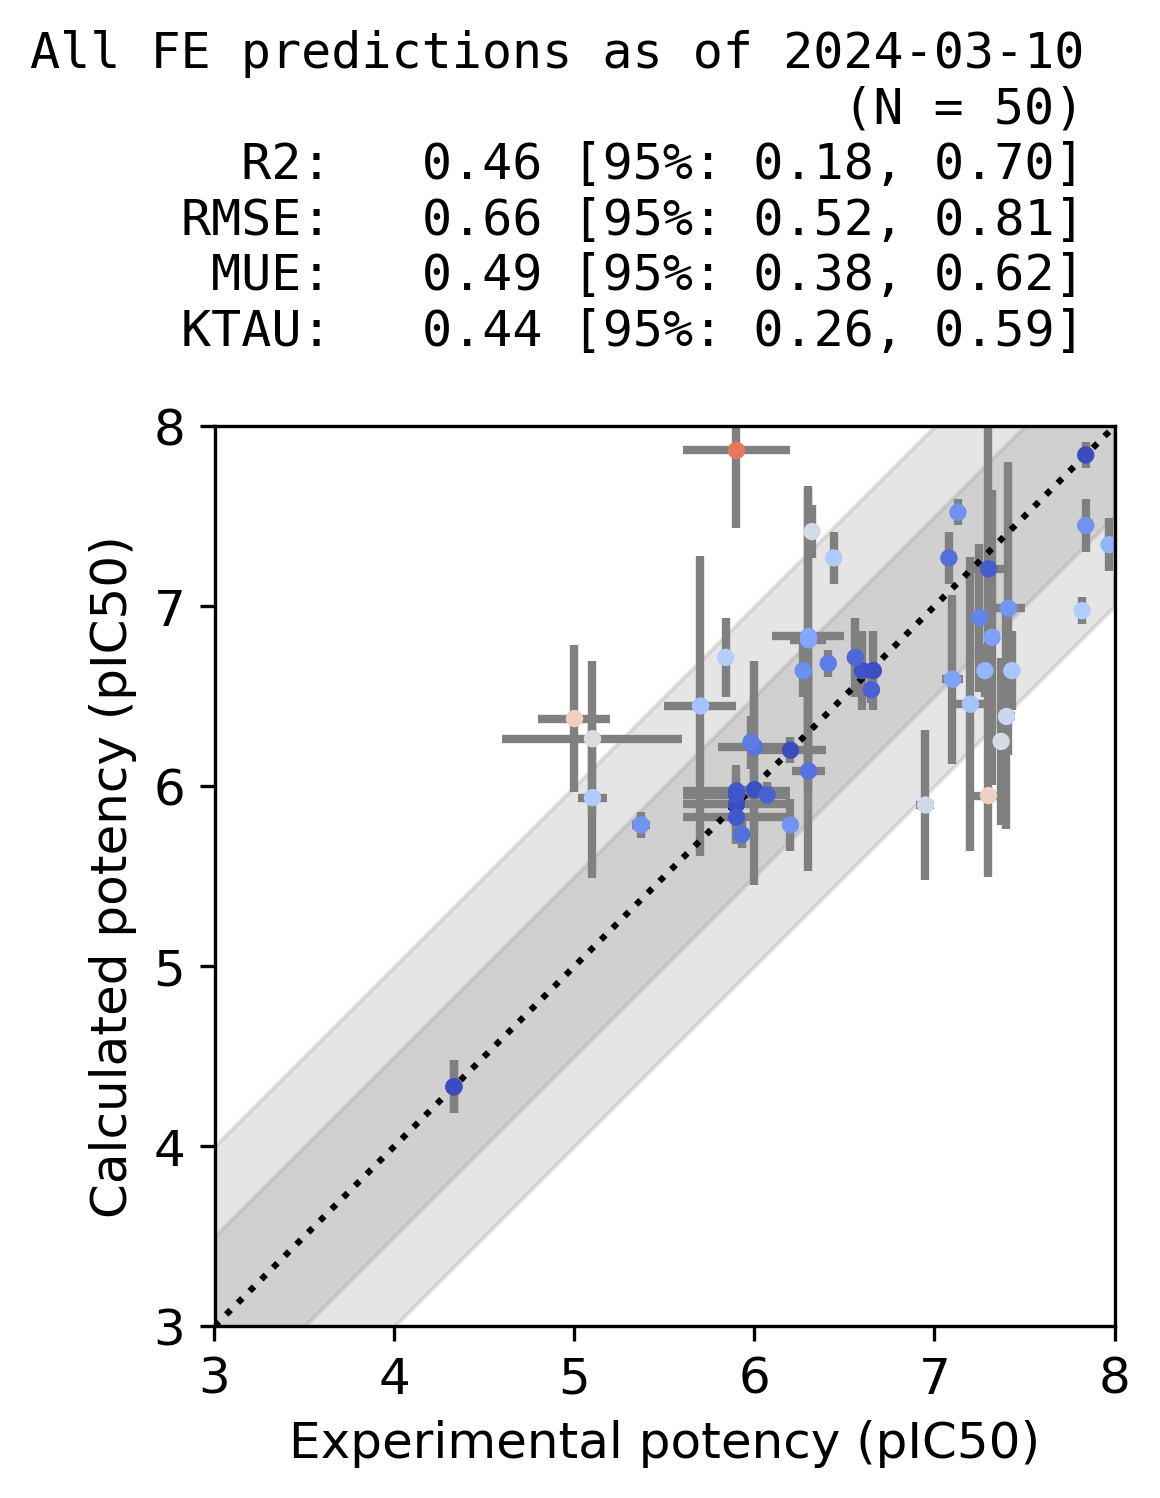 All FE predictions as of 2024-03-10
(N = 50)
R2: 0.46 [95%: 0.18, 0.70]
RMSE: 0.66 [95%: 0.52, 0.81]
MUE: 0.49 [95%: 0.38, 0.62]
KTAU: 0.44 [95%: 0.26, 0.59]
8
7
6
5
4
3
Calculated potency (pIC50)
3 4 5 6 7 8
Experimental potency (pIC50)